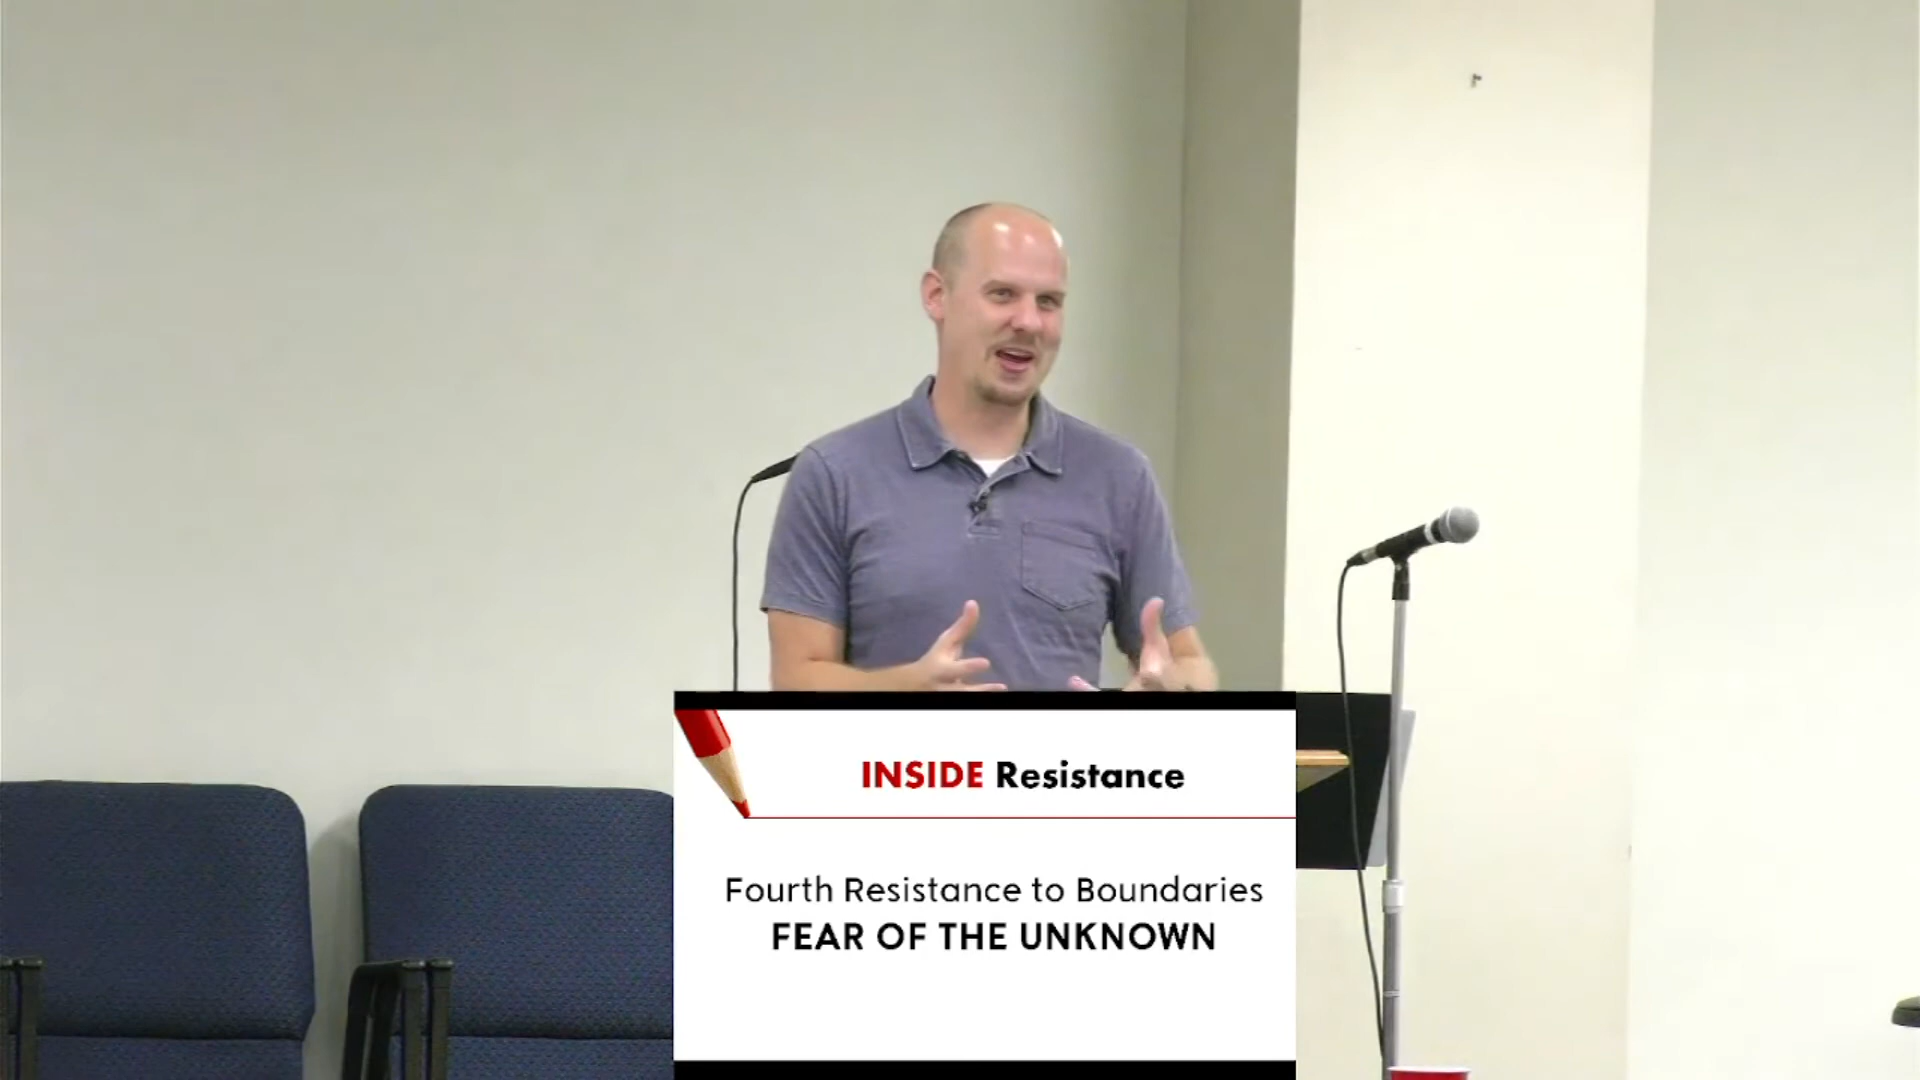 INSIDE Resistance
Fourth Resistance to Boundaries
FEAR OF THE UNKNOWN